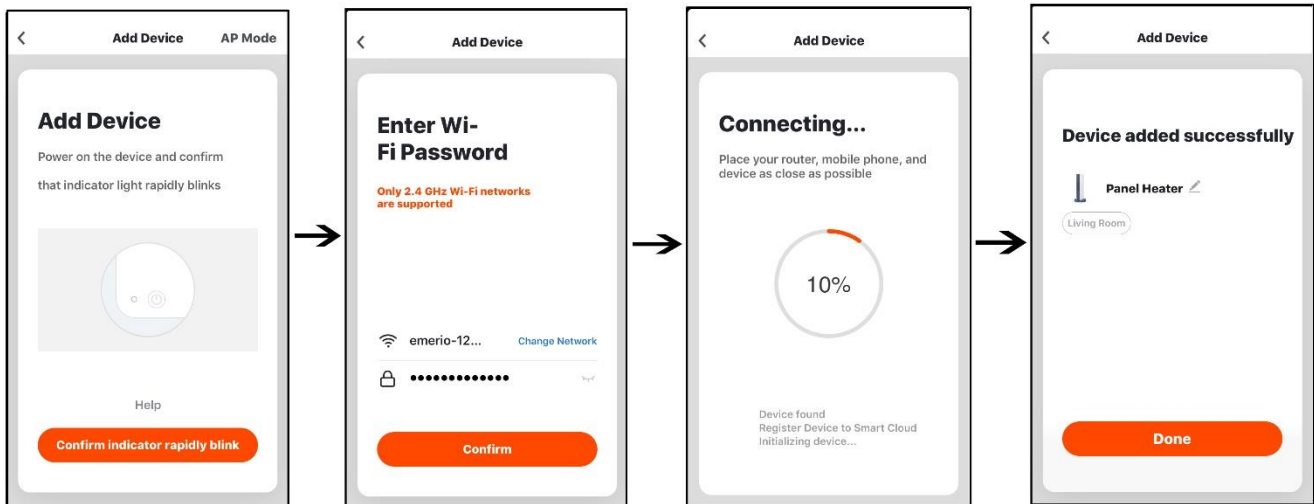 Add Device
AP Mode
Add Device
Power on the device and confirm
that indicator light rapidly blinks
Help
Confirm indicator rapidly blink
Add Device
Enter Wi-
Fi Password
Only 2.4 GHz Wi-Fi networks
are supported
emerio-12...
Change Network
•••••••••••••
Confirm
Add Device
Connecting...
Place your router, mobile phone, and
device as close as possible
10%
Device found
Register Device to Smart Cloud
Initializing device...
Add Device
Device added successfully
Panel Heater
Living Room
Done